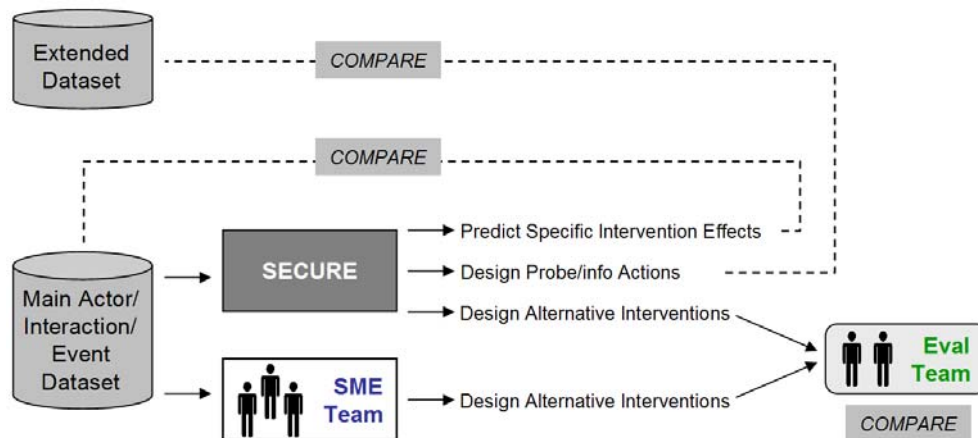 Extended
Dataset
COMPARE
COMPARE
Predict Specific Intervention Effects
SECURE
Design Probe/info Actions
Main Actor/
Interaction/
Event
Dataset
Design Alternative Interventions
Eval
Team
SME
Team
Design Alternative Interventions
COMPARE